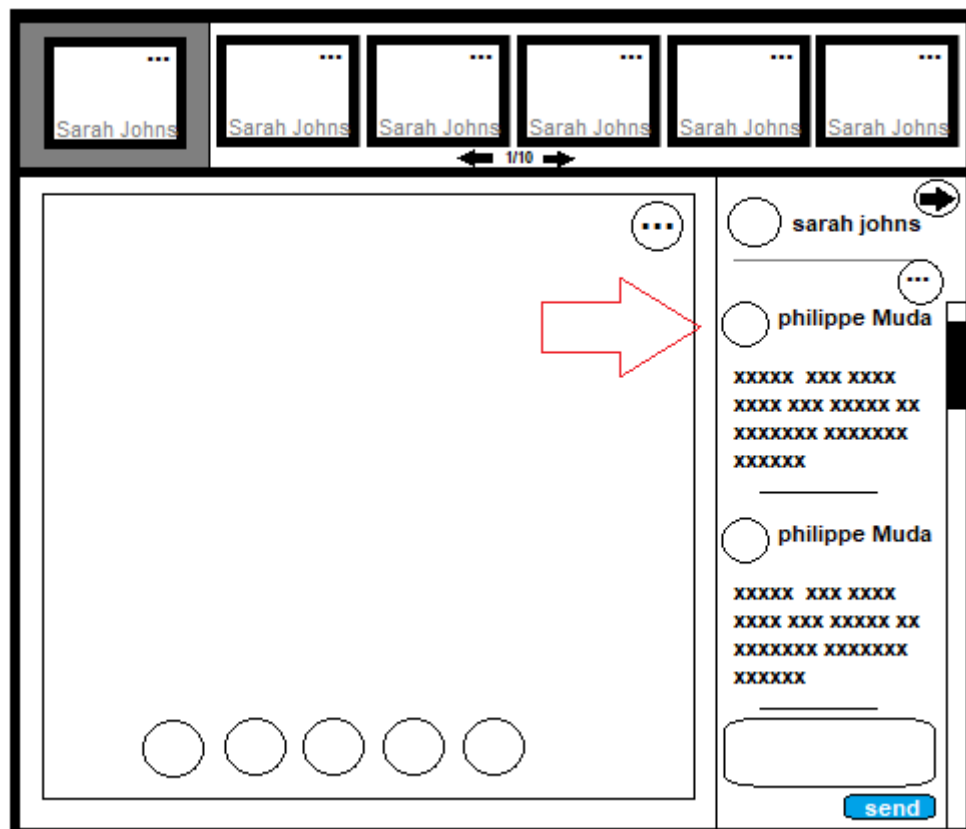 ... ... ... ... ... ...
Sarah Johns Sarah Johns Sarah Johns Sarah Johns Sarah Johns Sarah Johns
1/10
...
sarah johns
...
philippe Muda
xxxxx xxx xxxx
xxxx xxx xxxxx xx
xxxxxxx xxxxxxx
xxxxxx
philippe Muda
xxxxx xxx xxxx
xxxx xxx xxxxx xx
xxxxxxx xxxxxxx
xxxxxx
send